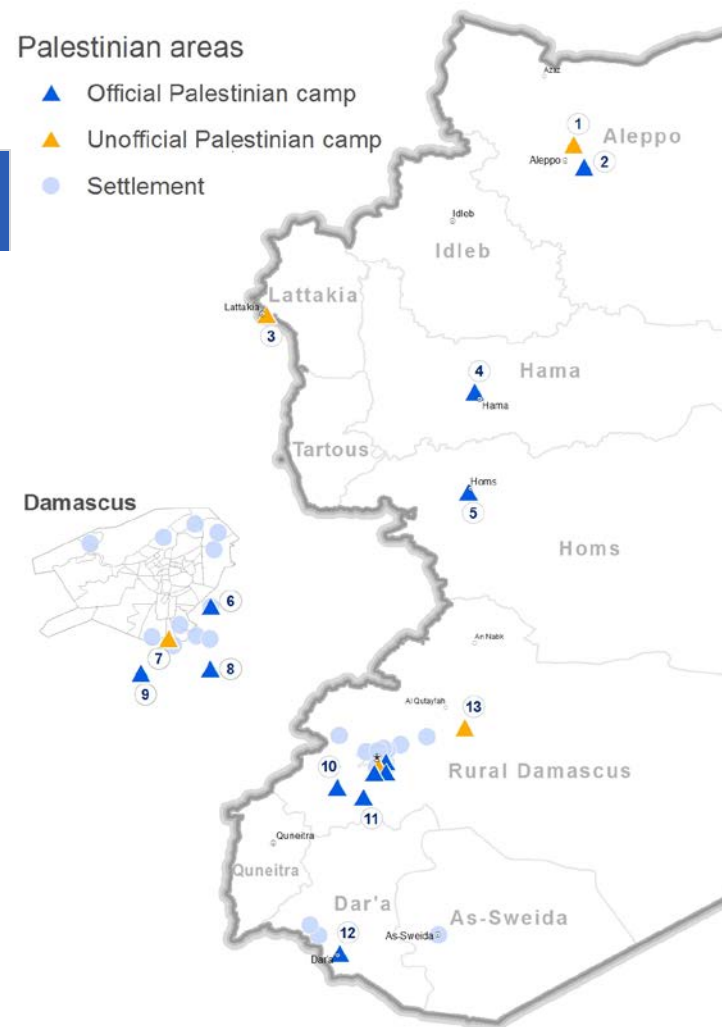 Palestinian areas
Official Palestinian camp
Unofficial Palestinian camp
Settlement
Azaz
1
Aleppo
Aleppo
2
Idleb
Idleb
Lattakia
Lattakia
3
4
Hama
Hama
Tartous
Homs
5
Homs
Damascus
6
7
8
9
An Nabk
Al Qutayfah
13
10
Rural Damascus
11
Quneitra
Quneitra
Dar'a
As-Sweida
12
As-Sweida
Dar'a